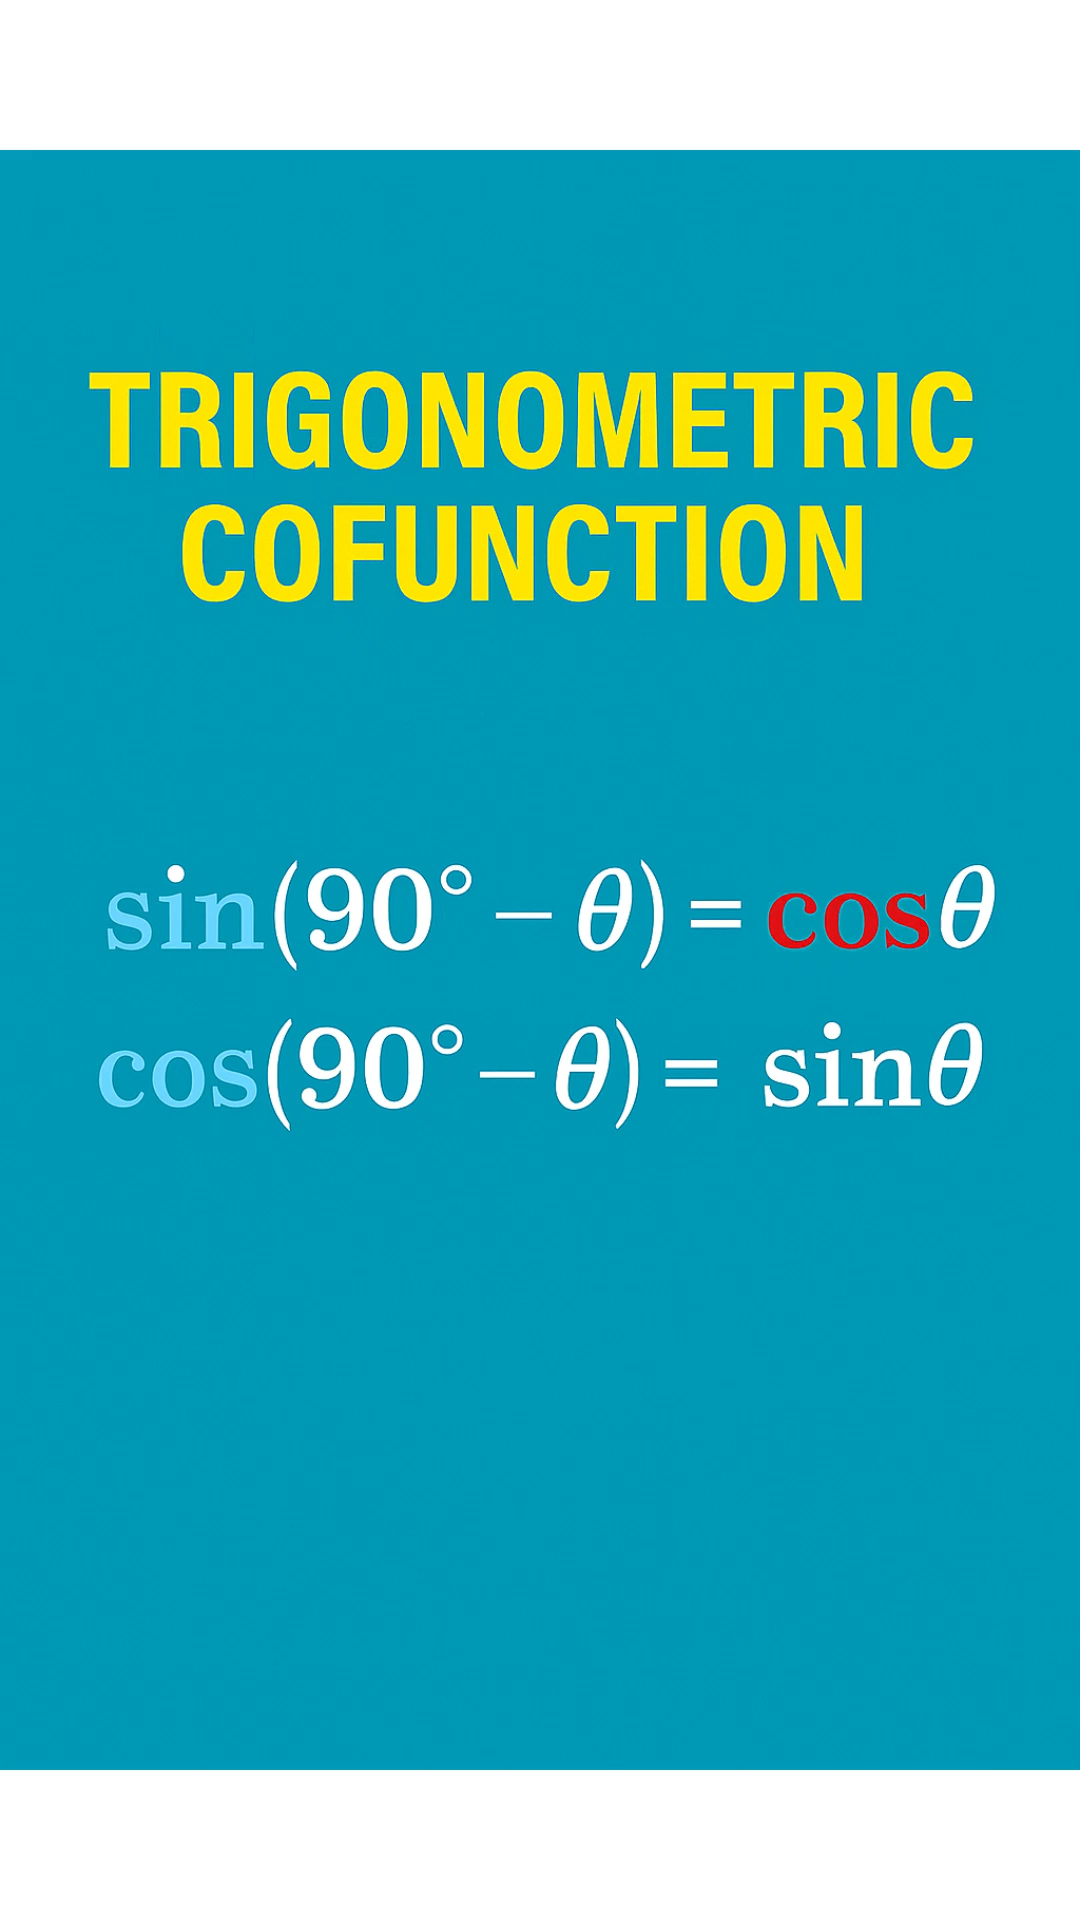 TRIGONOMETRIC
COFUNCTION
sin(90° − θ) = cosθ
cos(90° − θ) = sinθ